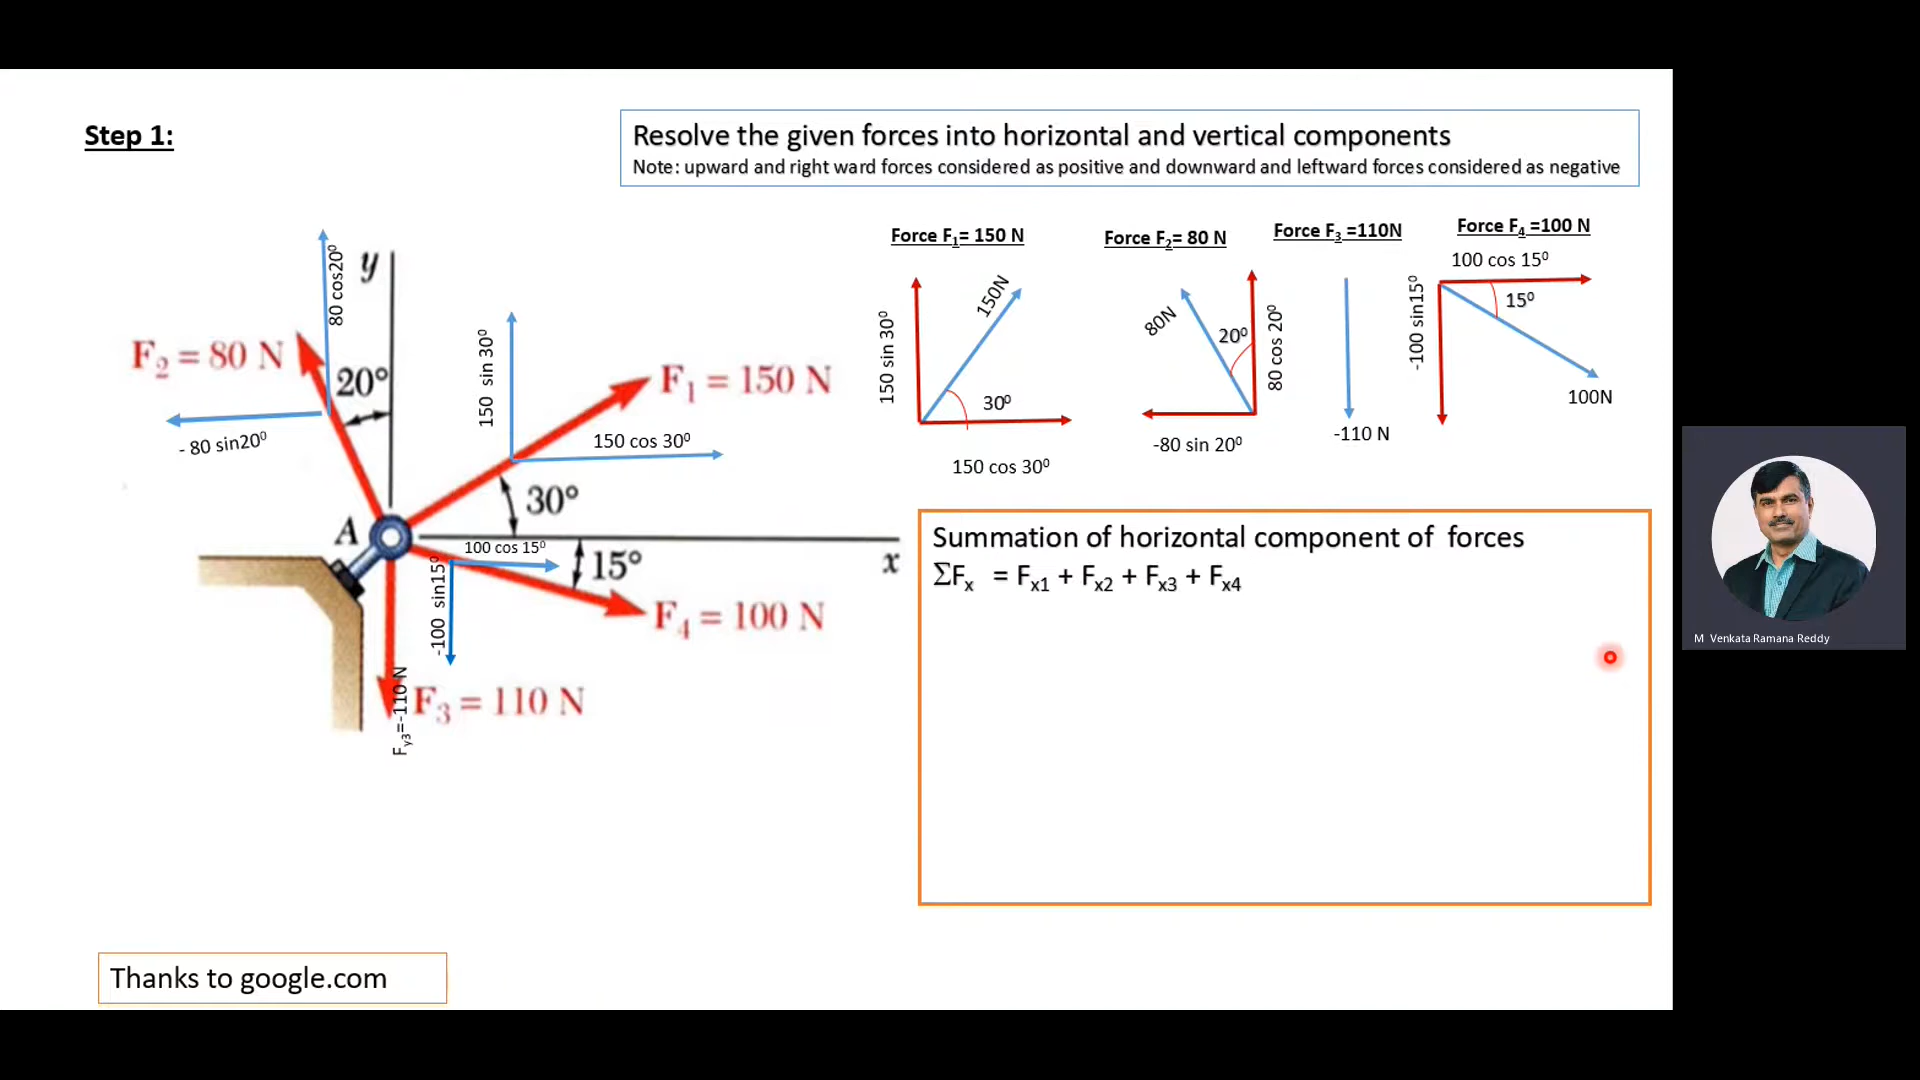 Step 1:
Resolve the given forces into horizontal and vertical components
Note: upward and right ward forces considered as positive and downward and leftward forces considered as negative
80 cos20⁰
y
F₂ = 80 N
20°
- 80 sin20⁰
150 sin 30⁰
F₁ = 150 N
150 cos 30⁰
30°
A
x
100 cos 15⁰
15°
-100 sin15⁰
F₄ = 100 N
F₃ = 110 N
Fy3=-110 N
Force F₁= 150 N
150N
150 sin 30⁰
30⁰
150 cos 30⁰
Force F₂= 80 N
80N
20⁰
80 cos 20⁰
-80 sin 20⁰
Force F₃ =110N
-110 N
Force F₄ =100 N
100 cos 15⁰
-100 sin15⁰
15⁰
100N
Summation of horizontal component of forces
ΣFx = Fx1 + Fx2 + Fx3 + Fx4
M Venkata Ramana Reddy
Thanks to google.com